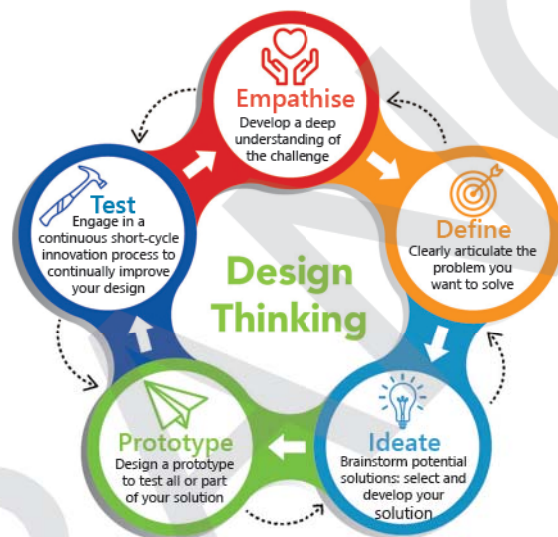 Empathise
Develop a deep
understanding of
the challenge
Define
Clearly articulate the
problem you
want to solve
Ideate
Brainstorm potential
solutions: select and
develop your
solution
Prototype
Design a prototype
to test all or part
of your solution
Test
Engage in a
continuous short-cycle
innovation process to
continually improve
your design
Design
Thinking